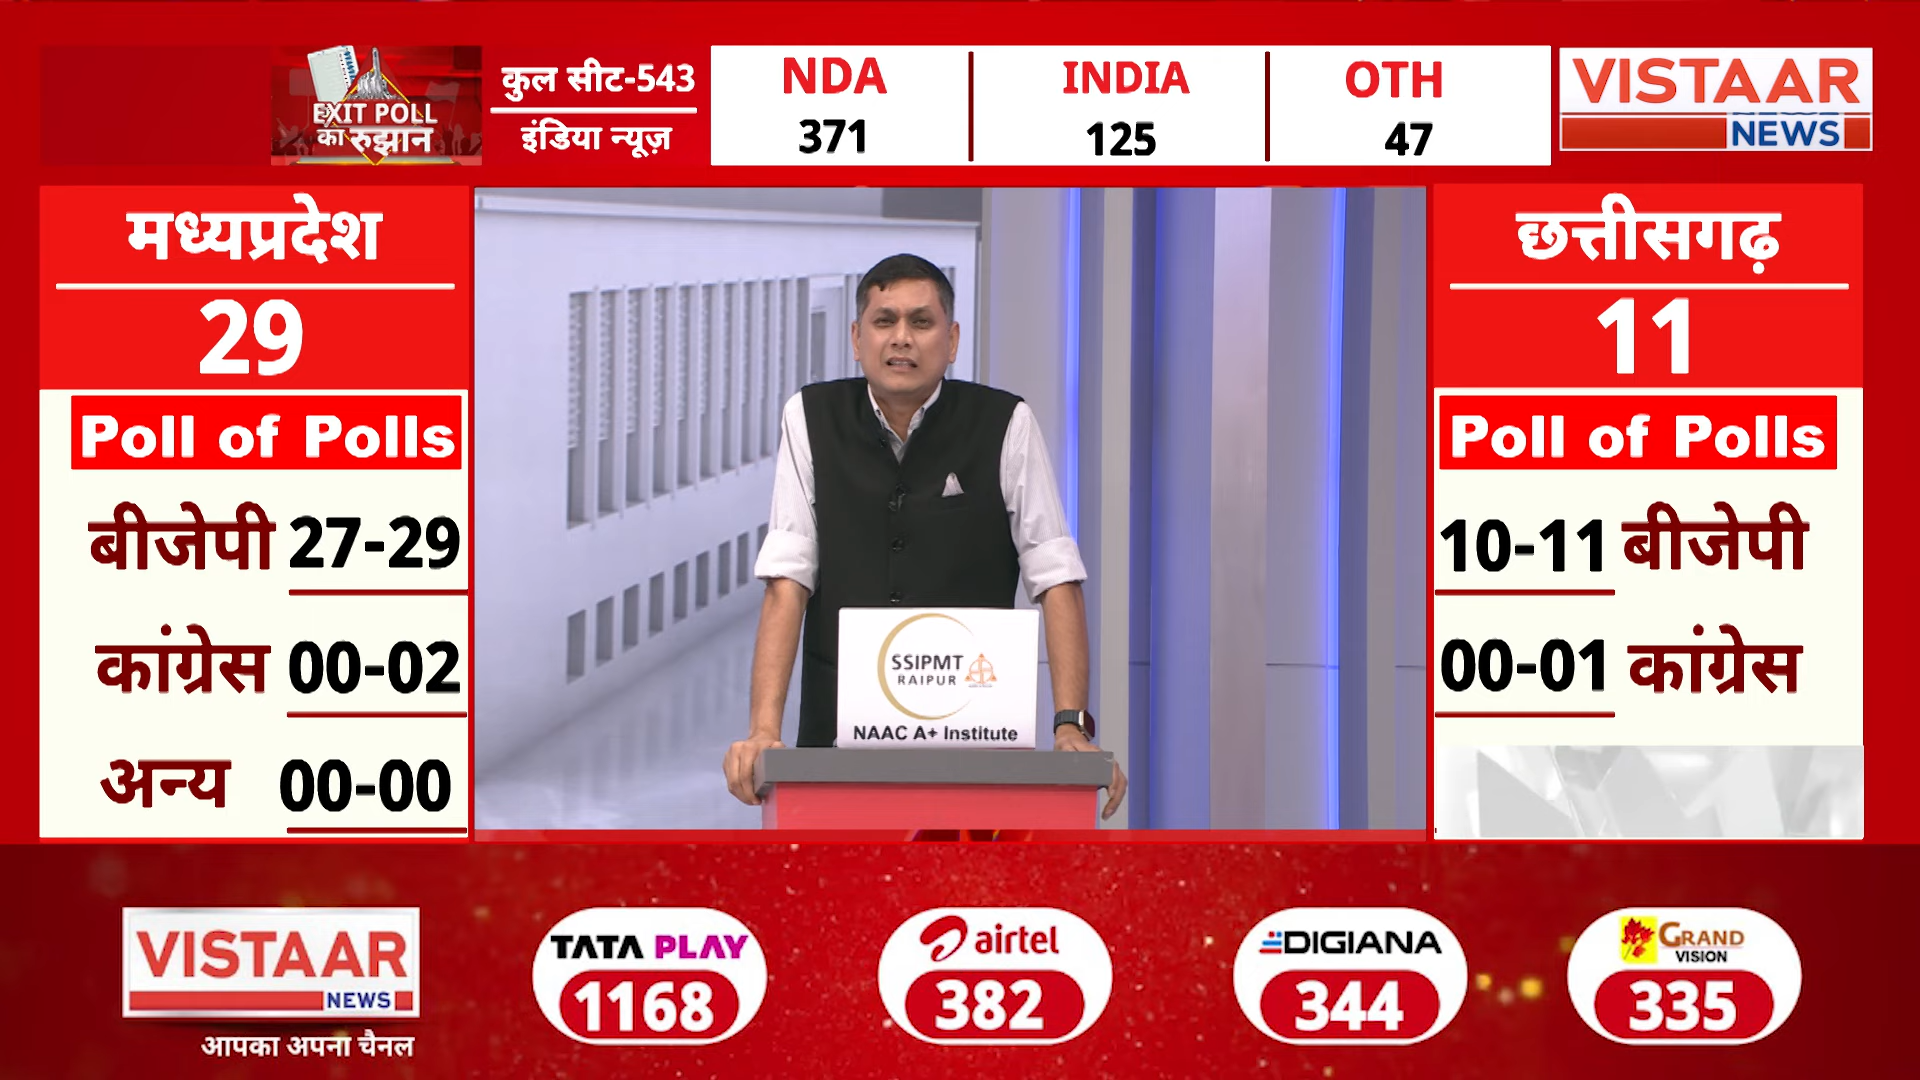 EXIT POLL
का रुझान
कुल सीट-543
इंडिया न्यूज़
NDA
371
INDIA
125
OTH
47
VISTAAR
NEWS
मध्यप्रदेश
29
Poll of Polls
बीजेपी 27-29
कांग्रेस 00-02
अन्य 00-00
SSIPMT
RAIPUR
NAAC A+ Institute
छत्तीसगढ़
11
Poll of Polls
10-11 बीजेपी
00-01 कांग्रेस
VISTAAR
NEWS
आपका अपना चैनल
TATA PLAY
1168
airtel
382
DIGIANA
344
GRAND
VISION
335